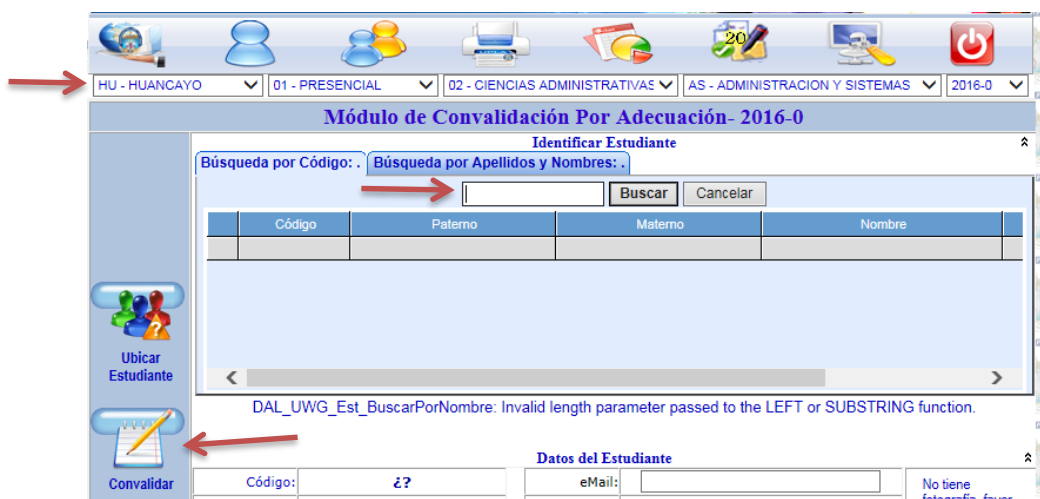 20
HU - HUANCAYO 01 - PRESENCIAL 02 - CIENCIAS ADMINISTRATIVAS AS - ADMINISTRACION Y SISTEMAS 2016-0
Módulo de Convalidación Por Adecuación- 2016-0
Identificar Estudiante
Búsqueda por Código: . Búsqueda por Apellidos y Nombres: .
Buscar Cancelar
Código Paterno Materno Nombre
Ubicar
Estudiante
DAL_UWG_Est_BuscarPorNombre: Invalid length parameter passed to the LEFT or SUBSTRING function.
Datos del Estudiante
Convalidar
Código: ¿? eMail: No tiene
fotografía, favor